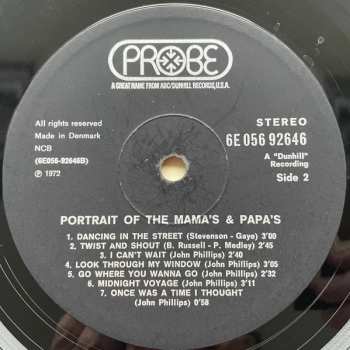 PROBE
A GREAT NAME FROM ABC/DUNHILL RECORDS, U.S.A.
All rights reserved
Made in Denmark
NCB
(6E056-92646B)
℗ 1972
STEREO
6E 056 92646
A "Dunhill"
Recording
Side 2
PORTRAIT OF THE MAMA'S & PAPA'S
1. DANCING IN THE STREET (Stevenson - Gaye) 3'00
2. TWIST AND SHOUT (B. Russell - P. Medley) 2'45
3. I CAN'T WAIT (John Phillips) 2'40
4. LOOK THROUGH MY WINDOW (John Phillips) 3'05
5. GO WHERE YOU WANNA GO (John Phillips) 2'32
6. MIDNIGHT VOYAGE (John Phillips) 3'11
7. ONCE WAS A TIME I THOUGHT
(John Phillips) 0'58